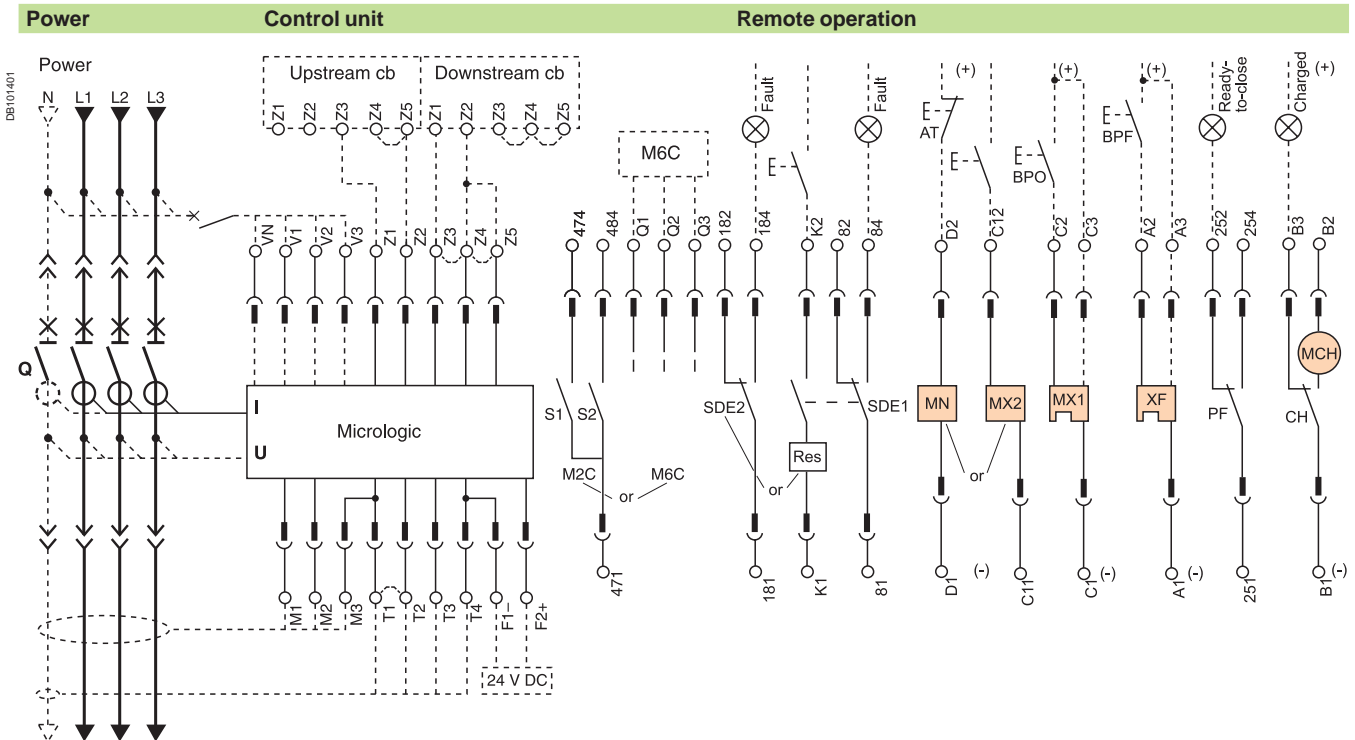 Power Control unit Remote operation
DB101401
Power
N L1 L2 L3
Upstream cb Downstream cb
Z1 Z2 Z3 Z4 Z5 Z1 Z2 Z3 Z4 Z5
M6C
Fault
Fault
(+)
AT
(+)
BPO
(+)
BPF
Ready-
to-close
Charged
(+)
VN V1 V2 V3 Z1 Z2 Z3 Z4 Z5
474 484 Q1 Q2 Q3 182 184 K2 82 84 D2 C12 C2 C3 A2 A3 252 254 B3 B2
Q
I
U
Micrologic
S1 S2
M2C or M6C
SDE2
or
Res
SDE1
MN
MX2
or
MX1
XF
PF
CH
MCH
M1 M2 M3 T1 T2 T3 T4 F1– F2+
24 V DC
471 181 K1 81 D1 (-) C11 C1 (-) A1 (-) 251 B1 (-)